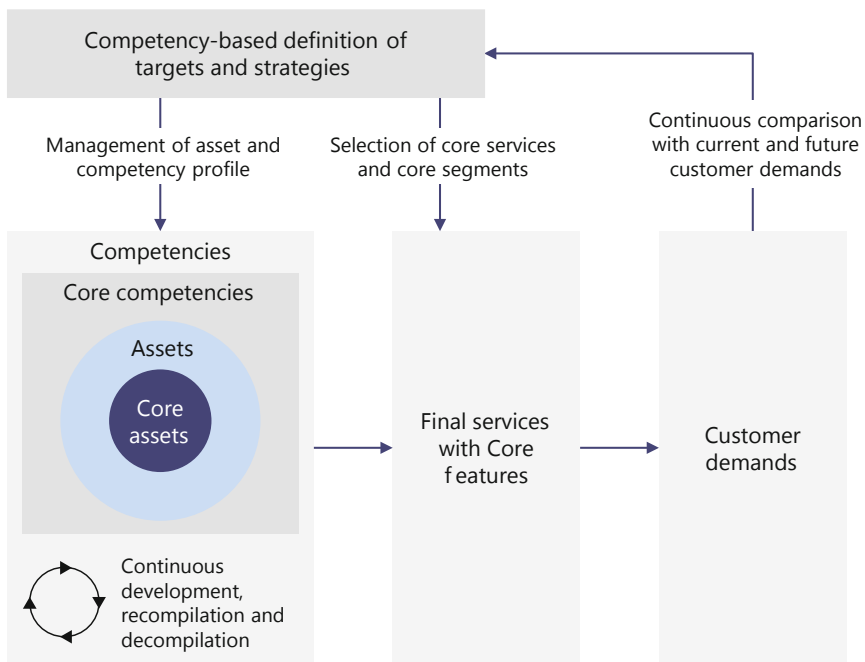 Competency-based definition of
targets and strategies
Management of asset and
competency profile
Selection of core services
and core segments
Continuous comparison
with current and future
customer demands
Competencies
Core competencies
Assets
Core
assets
Continuous
development,
recompilation and
decompilation
Final services
with Core
features
Customer
demands